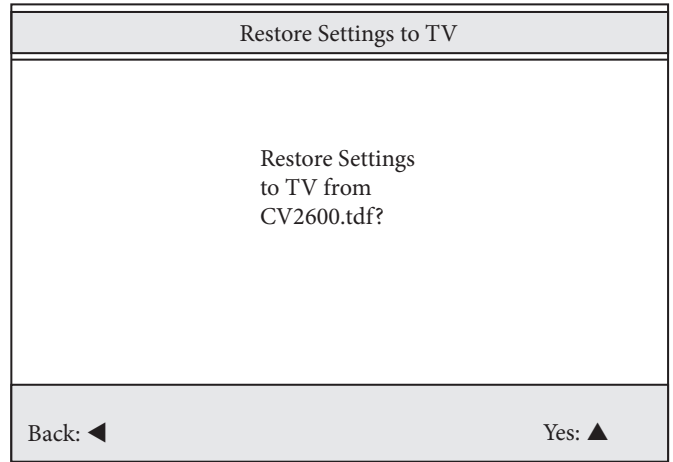 Restore Settings to TV
Restore Settings
to TV from
CV2600.tdf?
Back: ◀ Yes: ▲